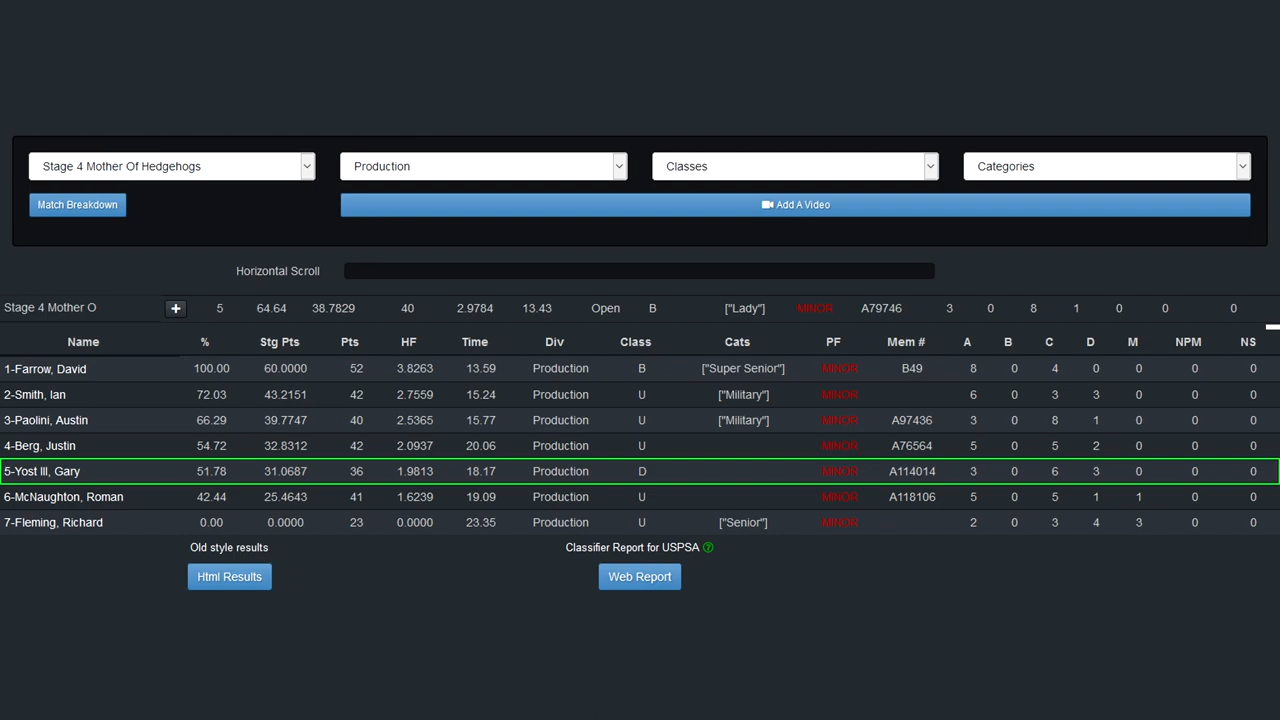 Stage 4 Mother Of Hedgehogs Production Classes Categories
Match Breakdown Add A Video
Horizontal Scroll
Stage 4 Mother O + 5 64.64 38.7829 40 2.9784 13.43 Open B ["Lady"] MINOR A79746 3 0 8 1 0 0 0
Name % Stg Pts Pts HF Time Div Class Cats PF Mem # A B C D M NPM NS
1-Farrow, David 100.00 60.0000 52 3.8263 13.59 Production B ["Super Senior"] MINOR B49 8 0 4 0 0 0 0
2-Smith, Ian 72.03 43.2151 42 2.7559 15.24 Production U ["Military"] MINOR 6 0 3 3 0 0 0
3-Paolini, Austin 66.29 39.7747 40 2.5365 15.77 Production U ["Military"] MINOR A97436 3 0 8 1 0 0 0
4-Berg, Justin 54.72 32.8312 42 2.0937 20.06 Production U MINOR A76564 5 0 5 2 0 0 0
5-Yost III, Gary 51.78 31.0687 36 1.9813 18.17 Production D MINOR A114014 3 0 6 3 0 0 0
6-McNaughton, Roman 42.44 25.4643 41 1.6239 19.09 Production U MINOR A118106 5 0 5 1 1 0 0
7-Fleming, Richard 0.00 0.0000 23 0.0000 23.35 Production U ["Senior"] MINOR 2 0 3 4 3 0 0
Old style results Classifier Report for USPSA ?
Html Results Web Report